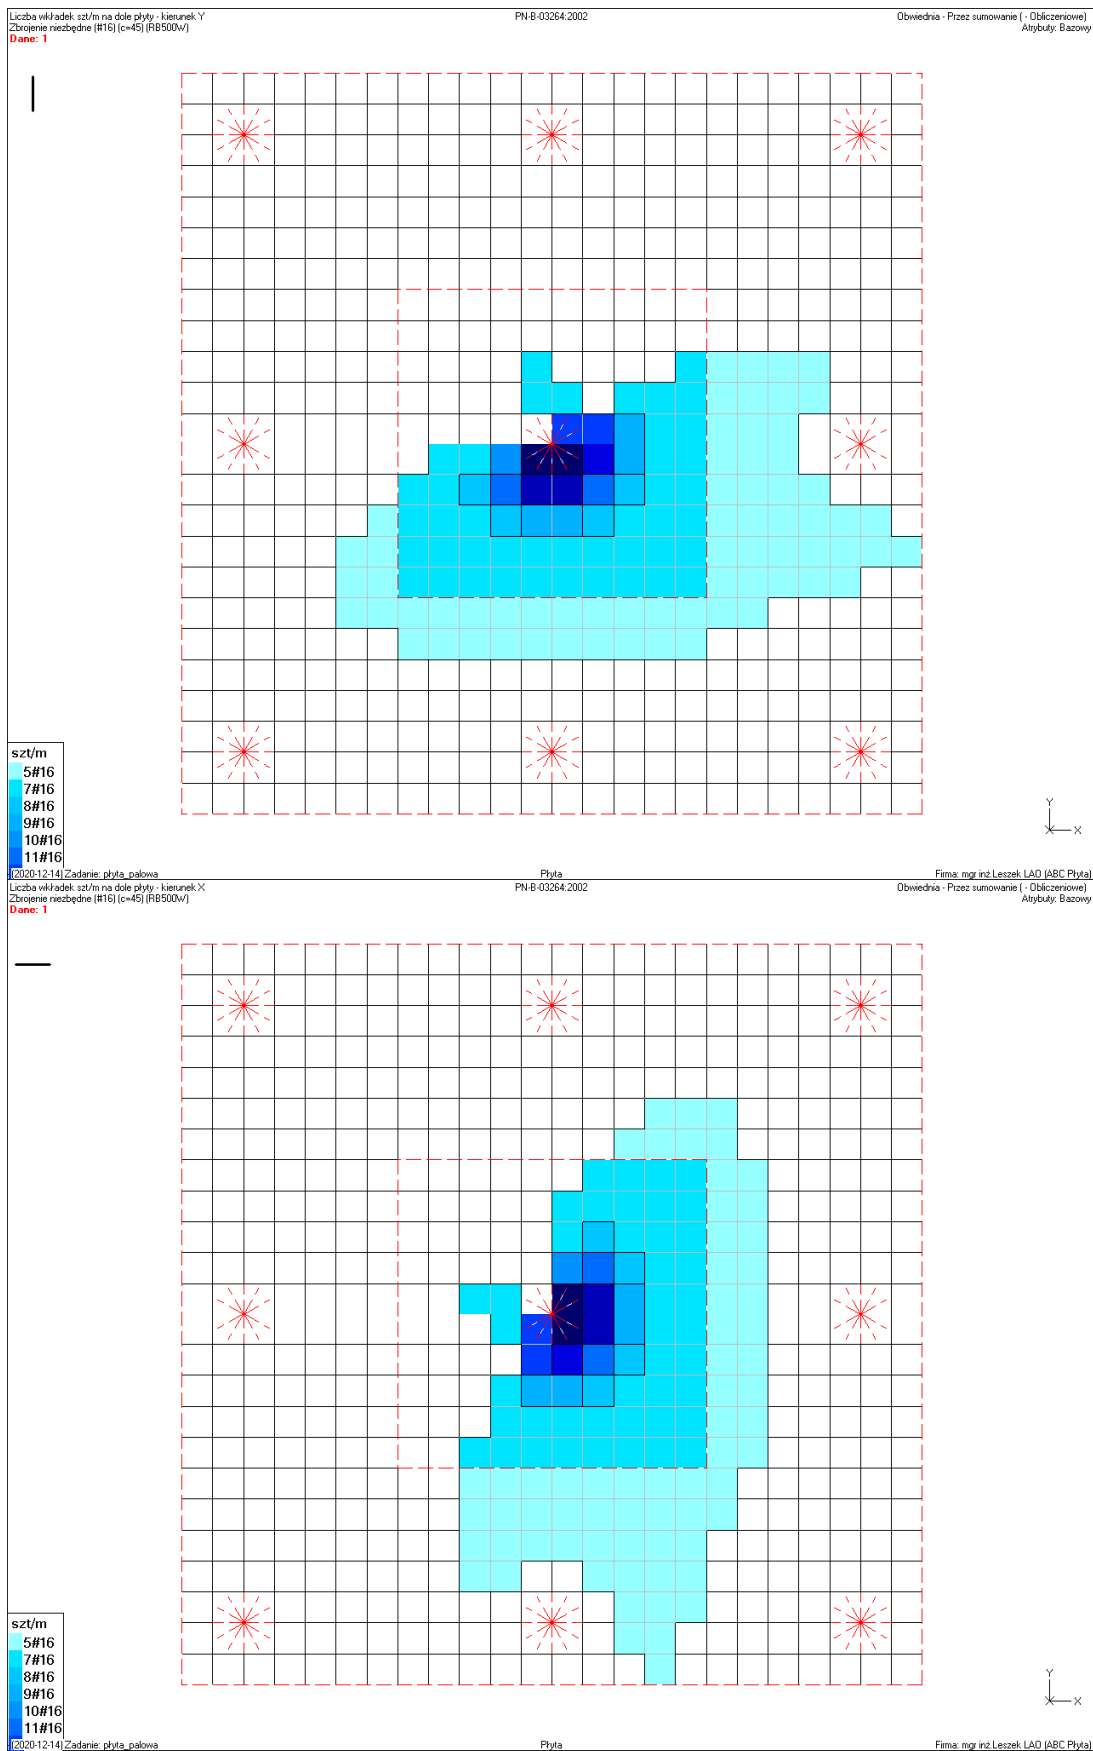 Liczba wkładek szt/m na dole płyty - kierunek Y
PN-B-03264:2002
Obwiednia - Przez sumowanie ( - Obliczeniowe)
Zbrojenie niezbędne (#16) (c=45) (RB500W)
Atrybuty: Bazowy
Dane: 1
szt/m
5#16
7#16
8#16
9#16
10#16
11#16
Y
X
(2020-12-14) Zadanie: płyta_palowa
Płyta
Firma: mgr inż.Leszek LAO (ABC Płyta)
Liczba wkładek szt/m na dole płyty - kierunek X
PN-B-03264:2002
Obwiednia - Przez sumowanie ( - Obliczeniowe)
Zbrojenie niezbędne (#16) (c=45) (RB500W)
Atrybuty: Bazowy
Dane: 1
szt/m
5#16
7#16
8#16
9#16
10#16
11#16
Y
X
(2020-12-14) Zadanie: płyta_palowa
Płyta
Firma: mgr inż.Leszek LAO (ABC Płyta)